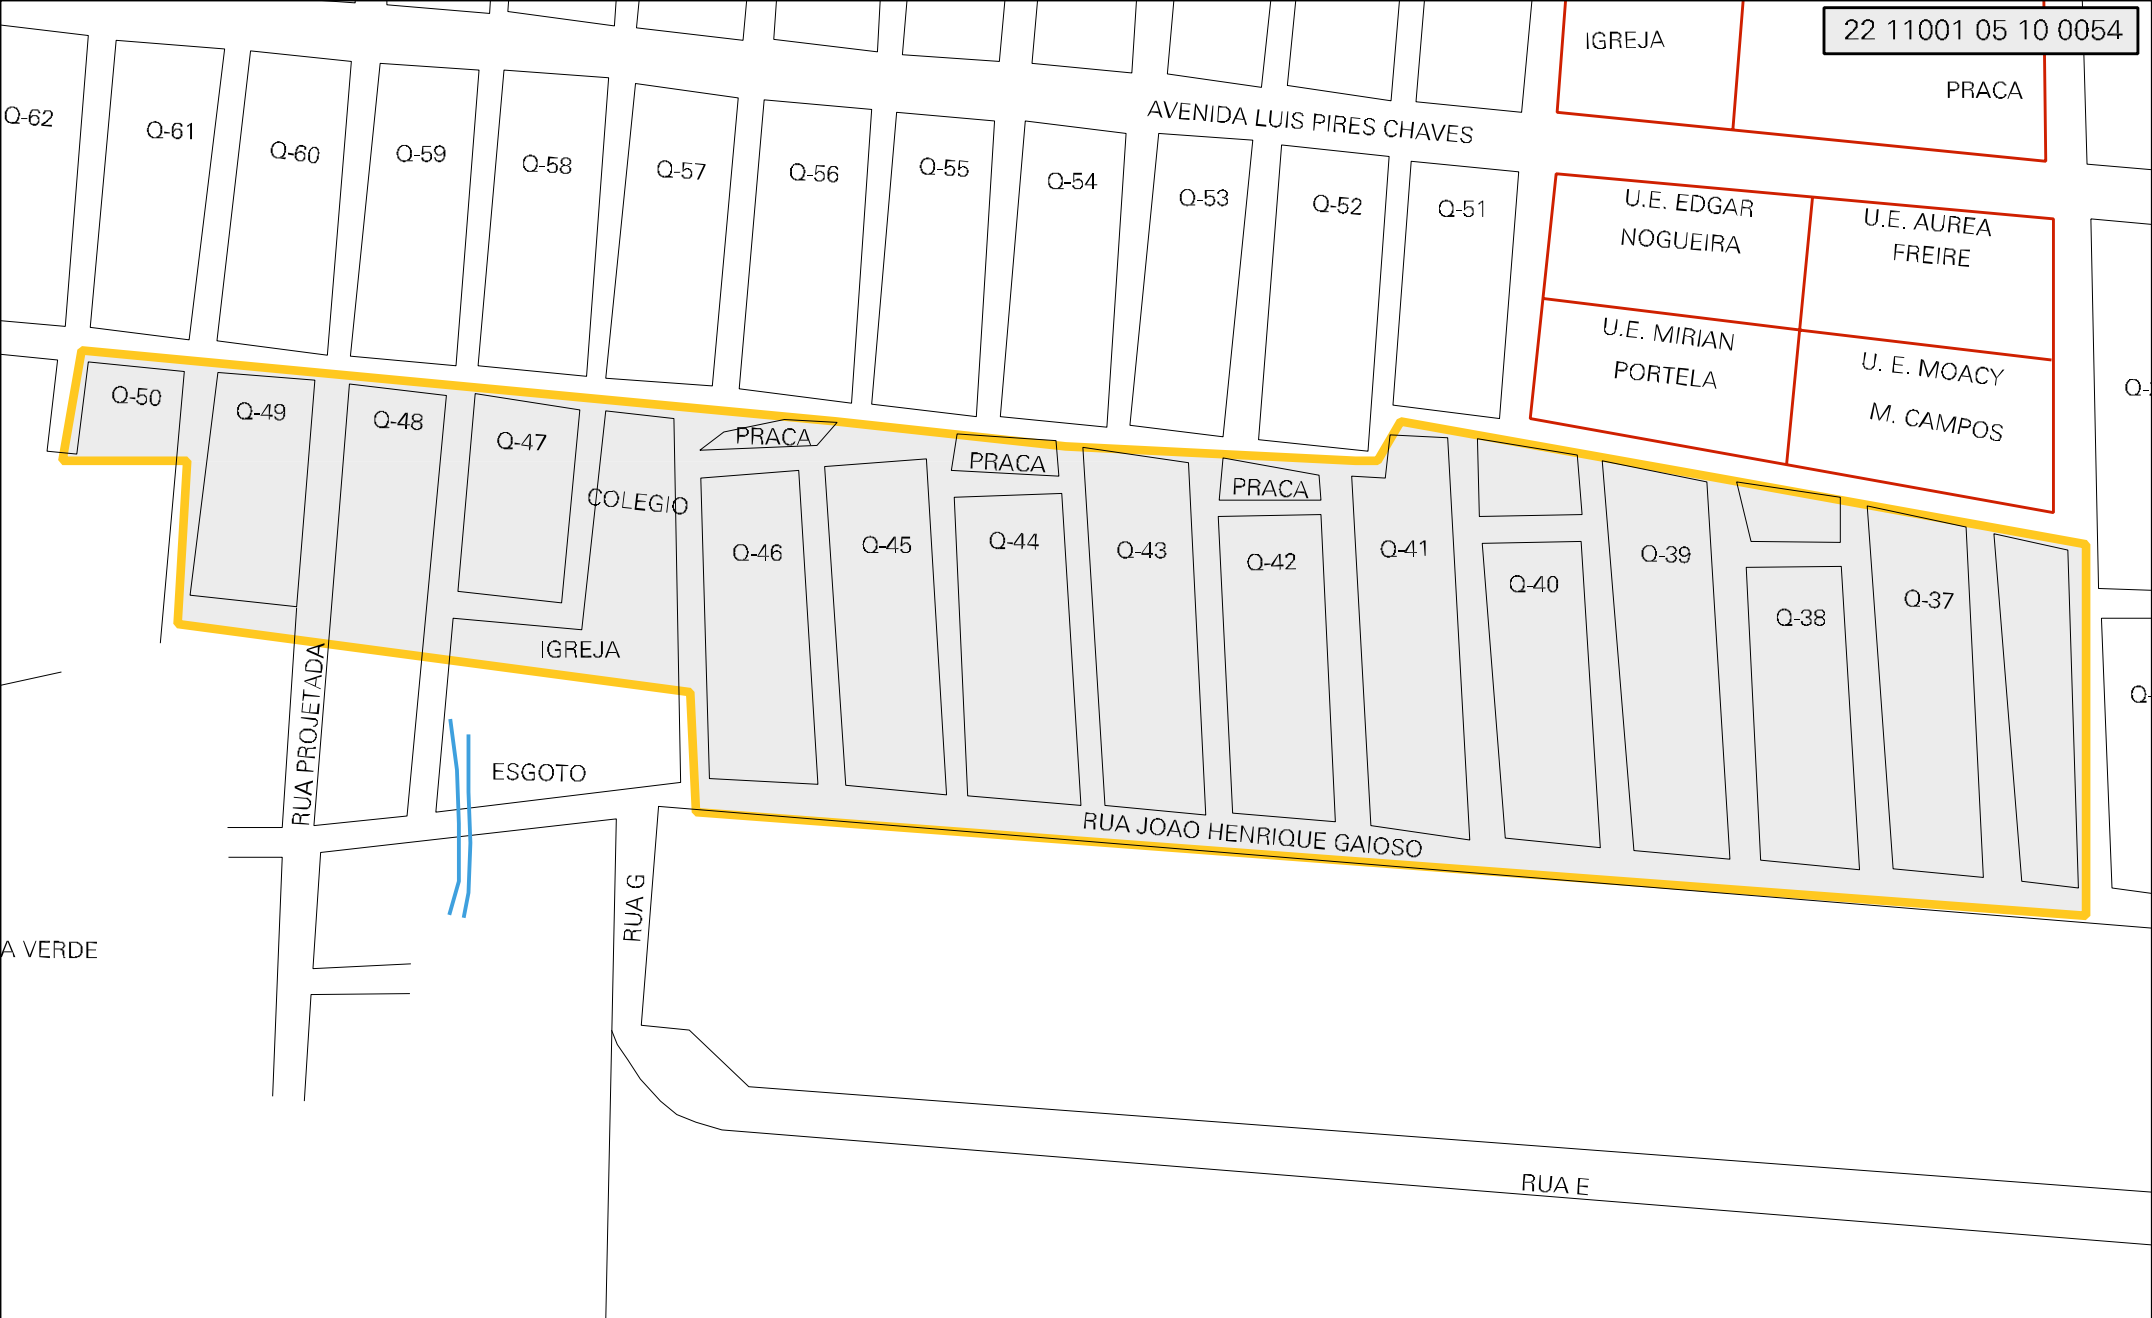 22 11001 05 10 0054
IGREJA
PRACA
AVENIDA LUIS PIRES CHAVES
Q-62
Q-61
Q-60
Q-59
Q-58
Q-57
Q-56
Q-55
Q-54
Q-53
Q-52
Q-51
U.E. EDGAR
NOGUEIRA
U.E. AUREA
FREIRE
U.E. MIRIAN
PORTELA
U. E. MOACY
M. CAMPOS
Q-50
Q-49
Q-48
Q-47
COLEGIO
PRACA
PRACA
PRACA
Q-46
Q-45
Q-44
Q-43
Q-42
Q-41
Q-40
Q-39
Q-38
Q-37
IGREJA
RUA PROJETADA
ESGOTO
RUA JOAO HENRIQUE GAIOSO
RUA G
A VERDE
RUA E